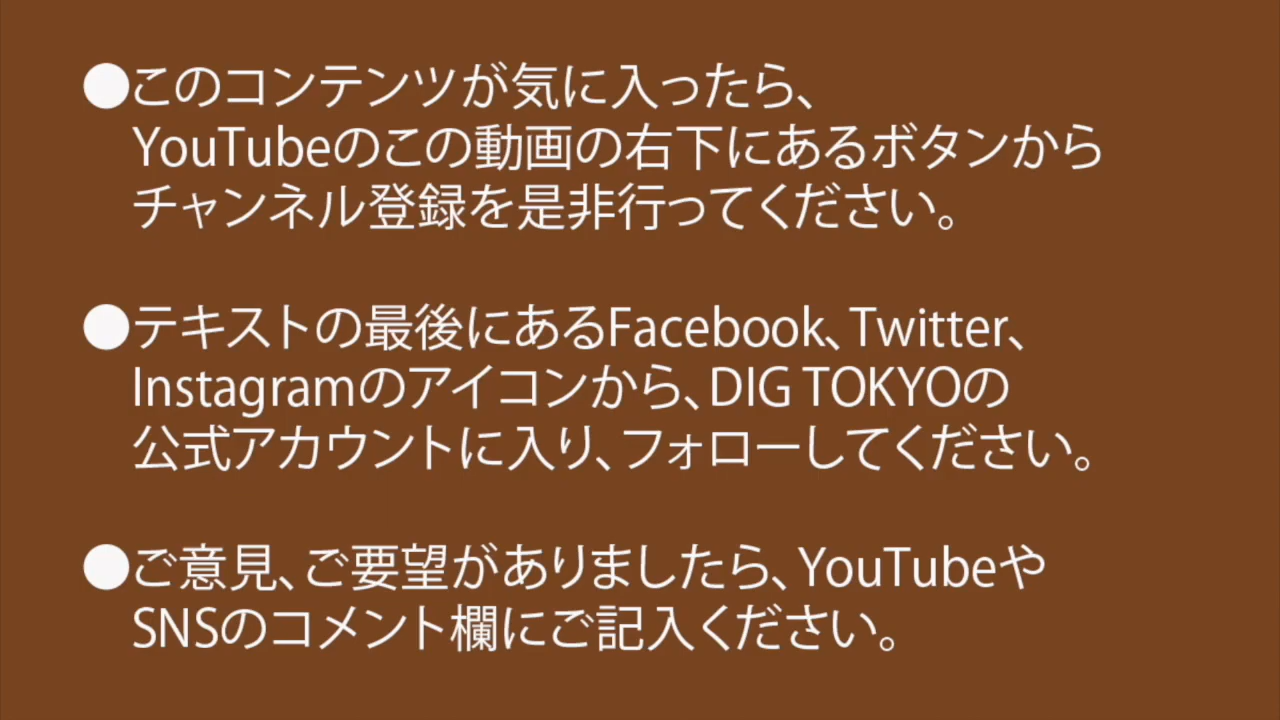 ●このコンテンツが気に入ったら、
YouTubeのこの動画の右下にあるボタンから
チャンネル登録を是非行ってください。
●テキストの最後にあるFacebook、Twitter、
Instagramのアイコンから、DIG TOKYOの
公式アカウントに入り、フォローしてください。
●ご意見、ご要望がありましたら、YouTubeや
SNSのコメント欄にご記入ください。